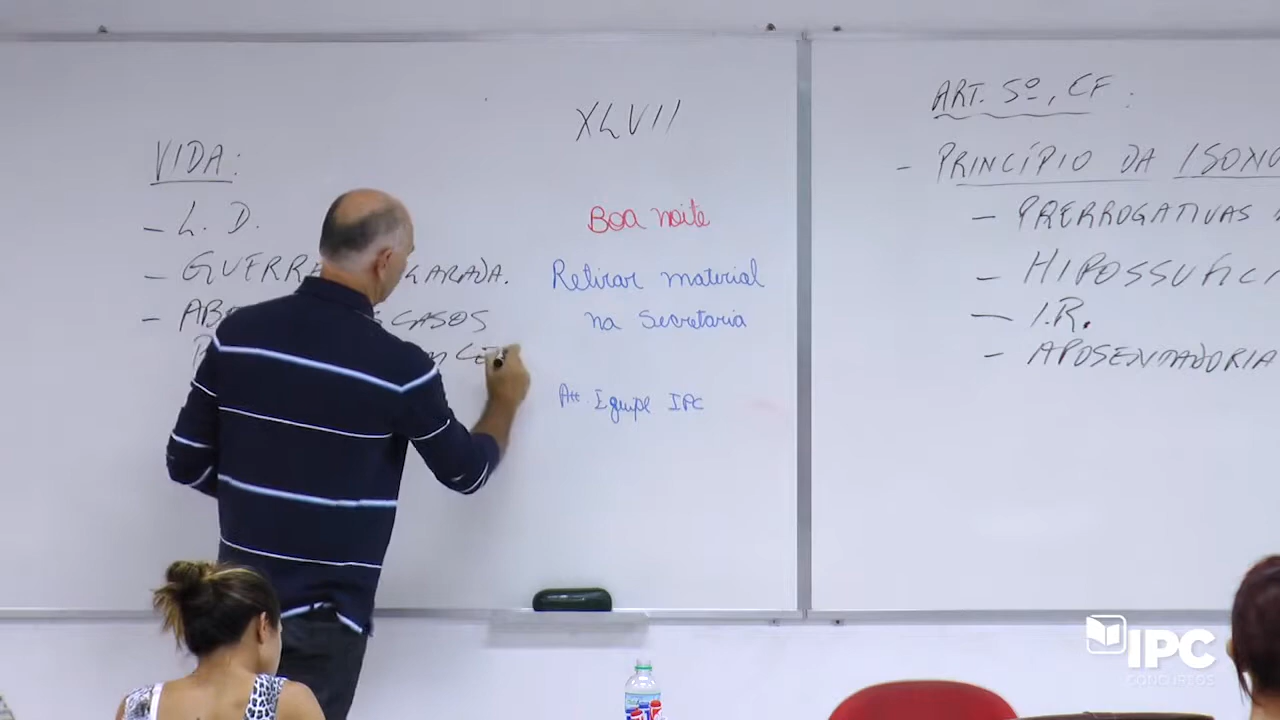 VIDA:
- L. D.
- GUERRA
- CASOS
XLVII
Boa noite
Retirar material
na Secretaria
Att Equipe IPC
ART. 5º, CF:
- PRINCÍPIO DA
- PRERROGATIVAS
- I.R.
- APOSENTADORIA
IPC
CONCURSOS